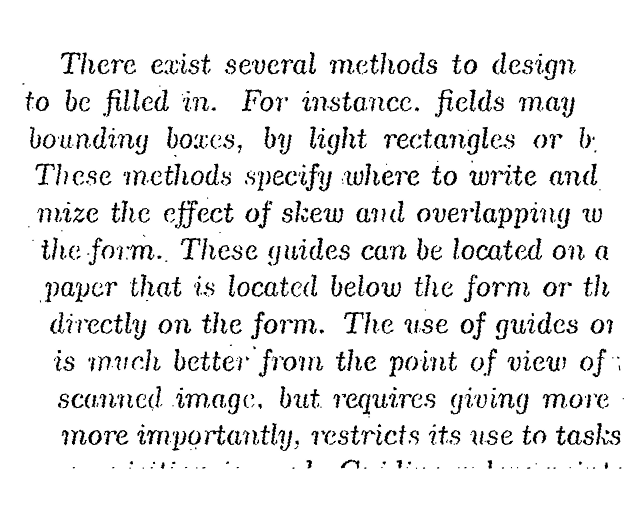 There exist several methods to design
to be filled in. For instance. fields may
bounding boxes, by light rectangles or
These methods specify where to write and
mize the effect of skew and overlapping w
the form. These guides can be located on a
paper that is located below the form or th
directly on the form. The use of guides
is much better from the point of view of
scanned image, but requires giving more
more importantly, restricts its use to tasks